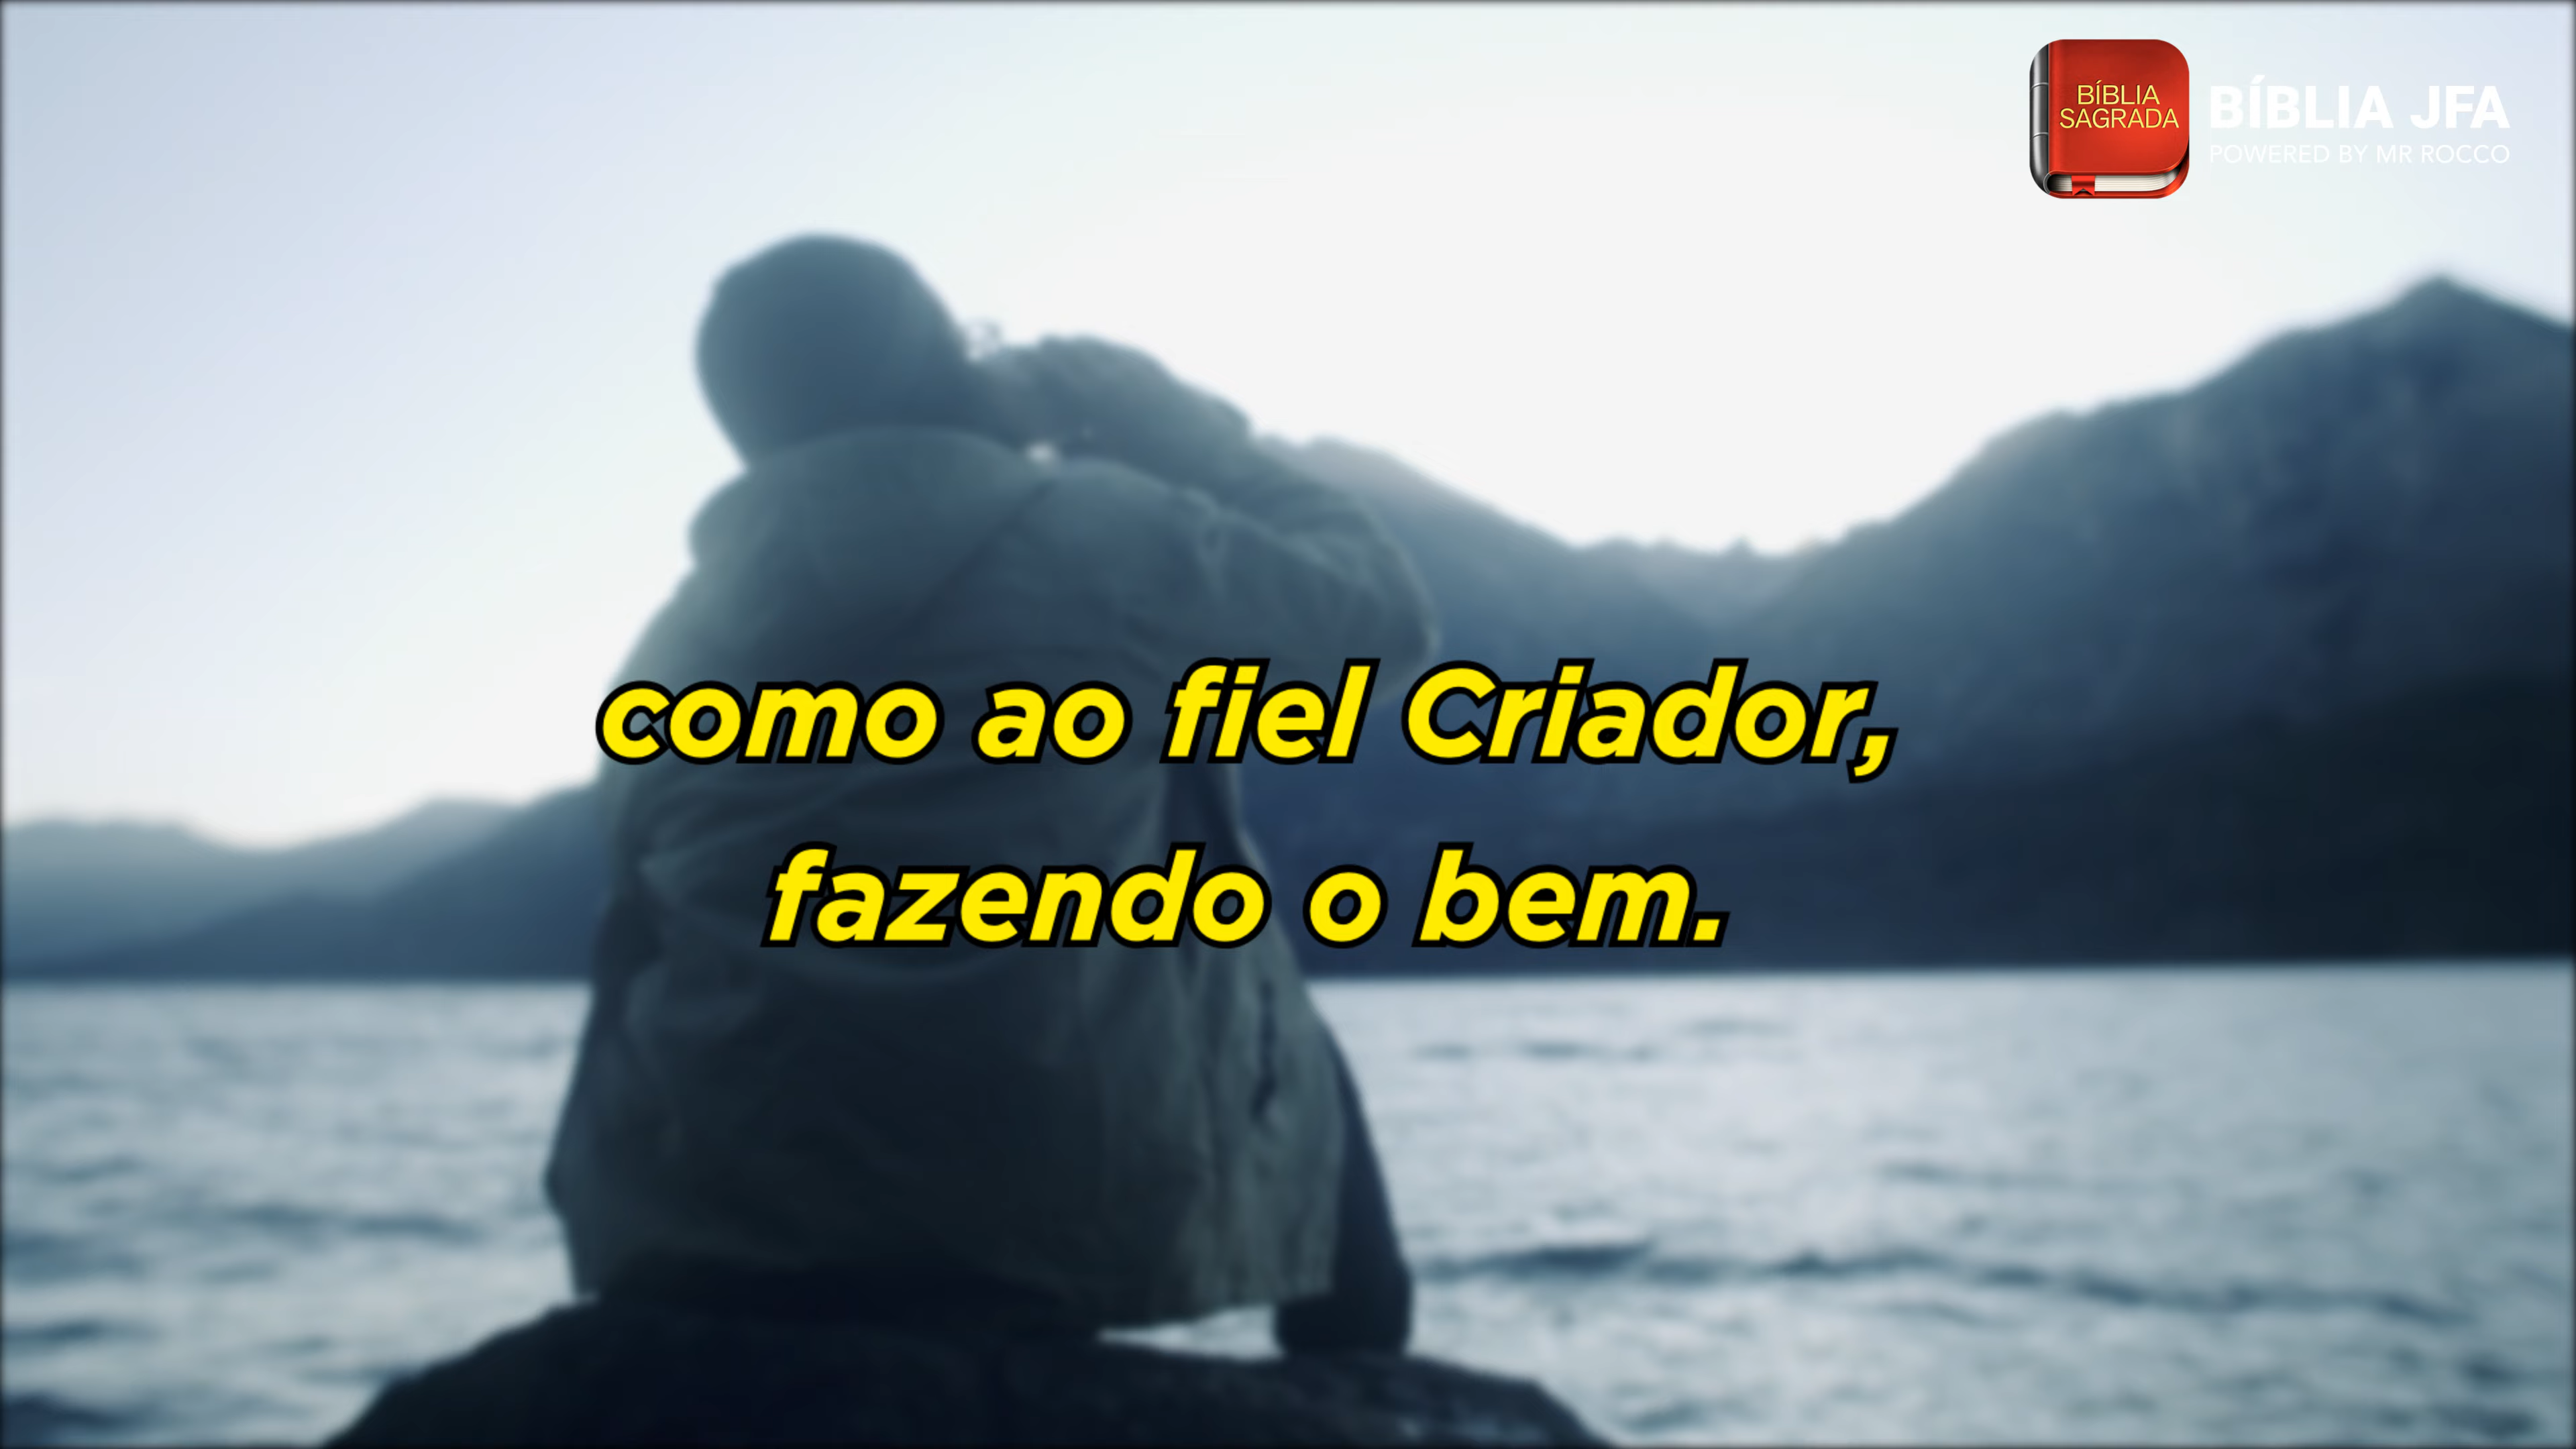 BÍBLIA
SAGRADA
BÍBLIA JFA
POWERED BY MR ROCCO
como ao fiel Criador,
fazendo o bem.